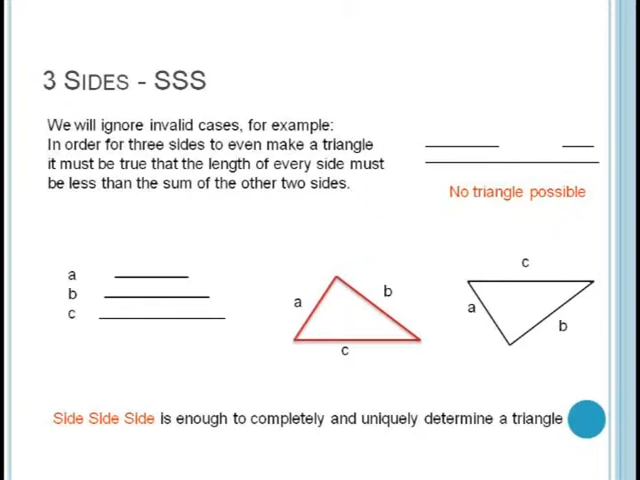 3 SIDES - SSS
We will ignore invalid cases, for example:
In order for three sides to even make a triangle
it must be true that the length of every side must
be less than the sum of the other two sides.
No triangle possible
a
b
c
a
b
c
c
a
b
Side Side Side is enough to completely and uniquely determine a triangle